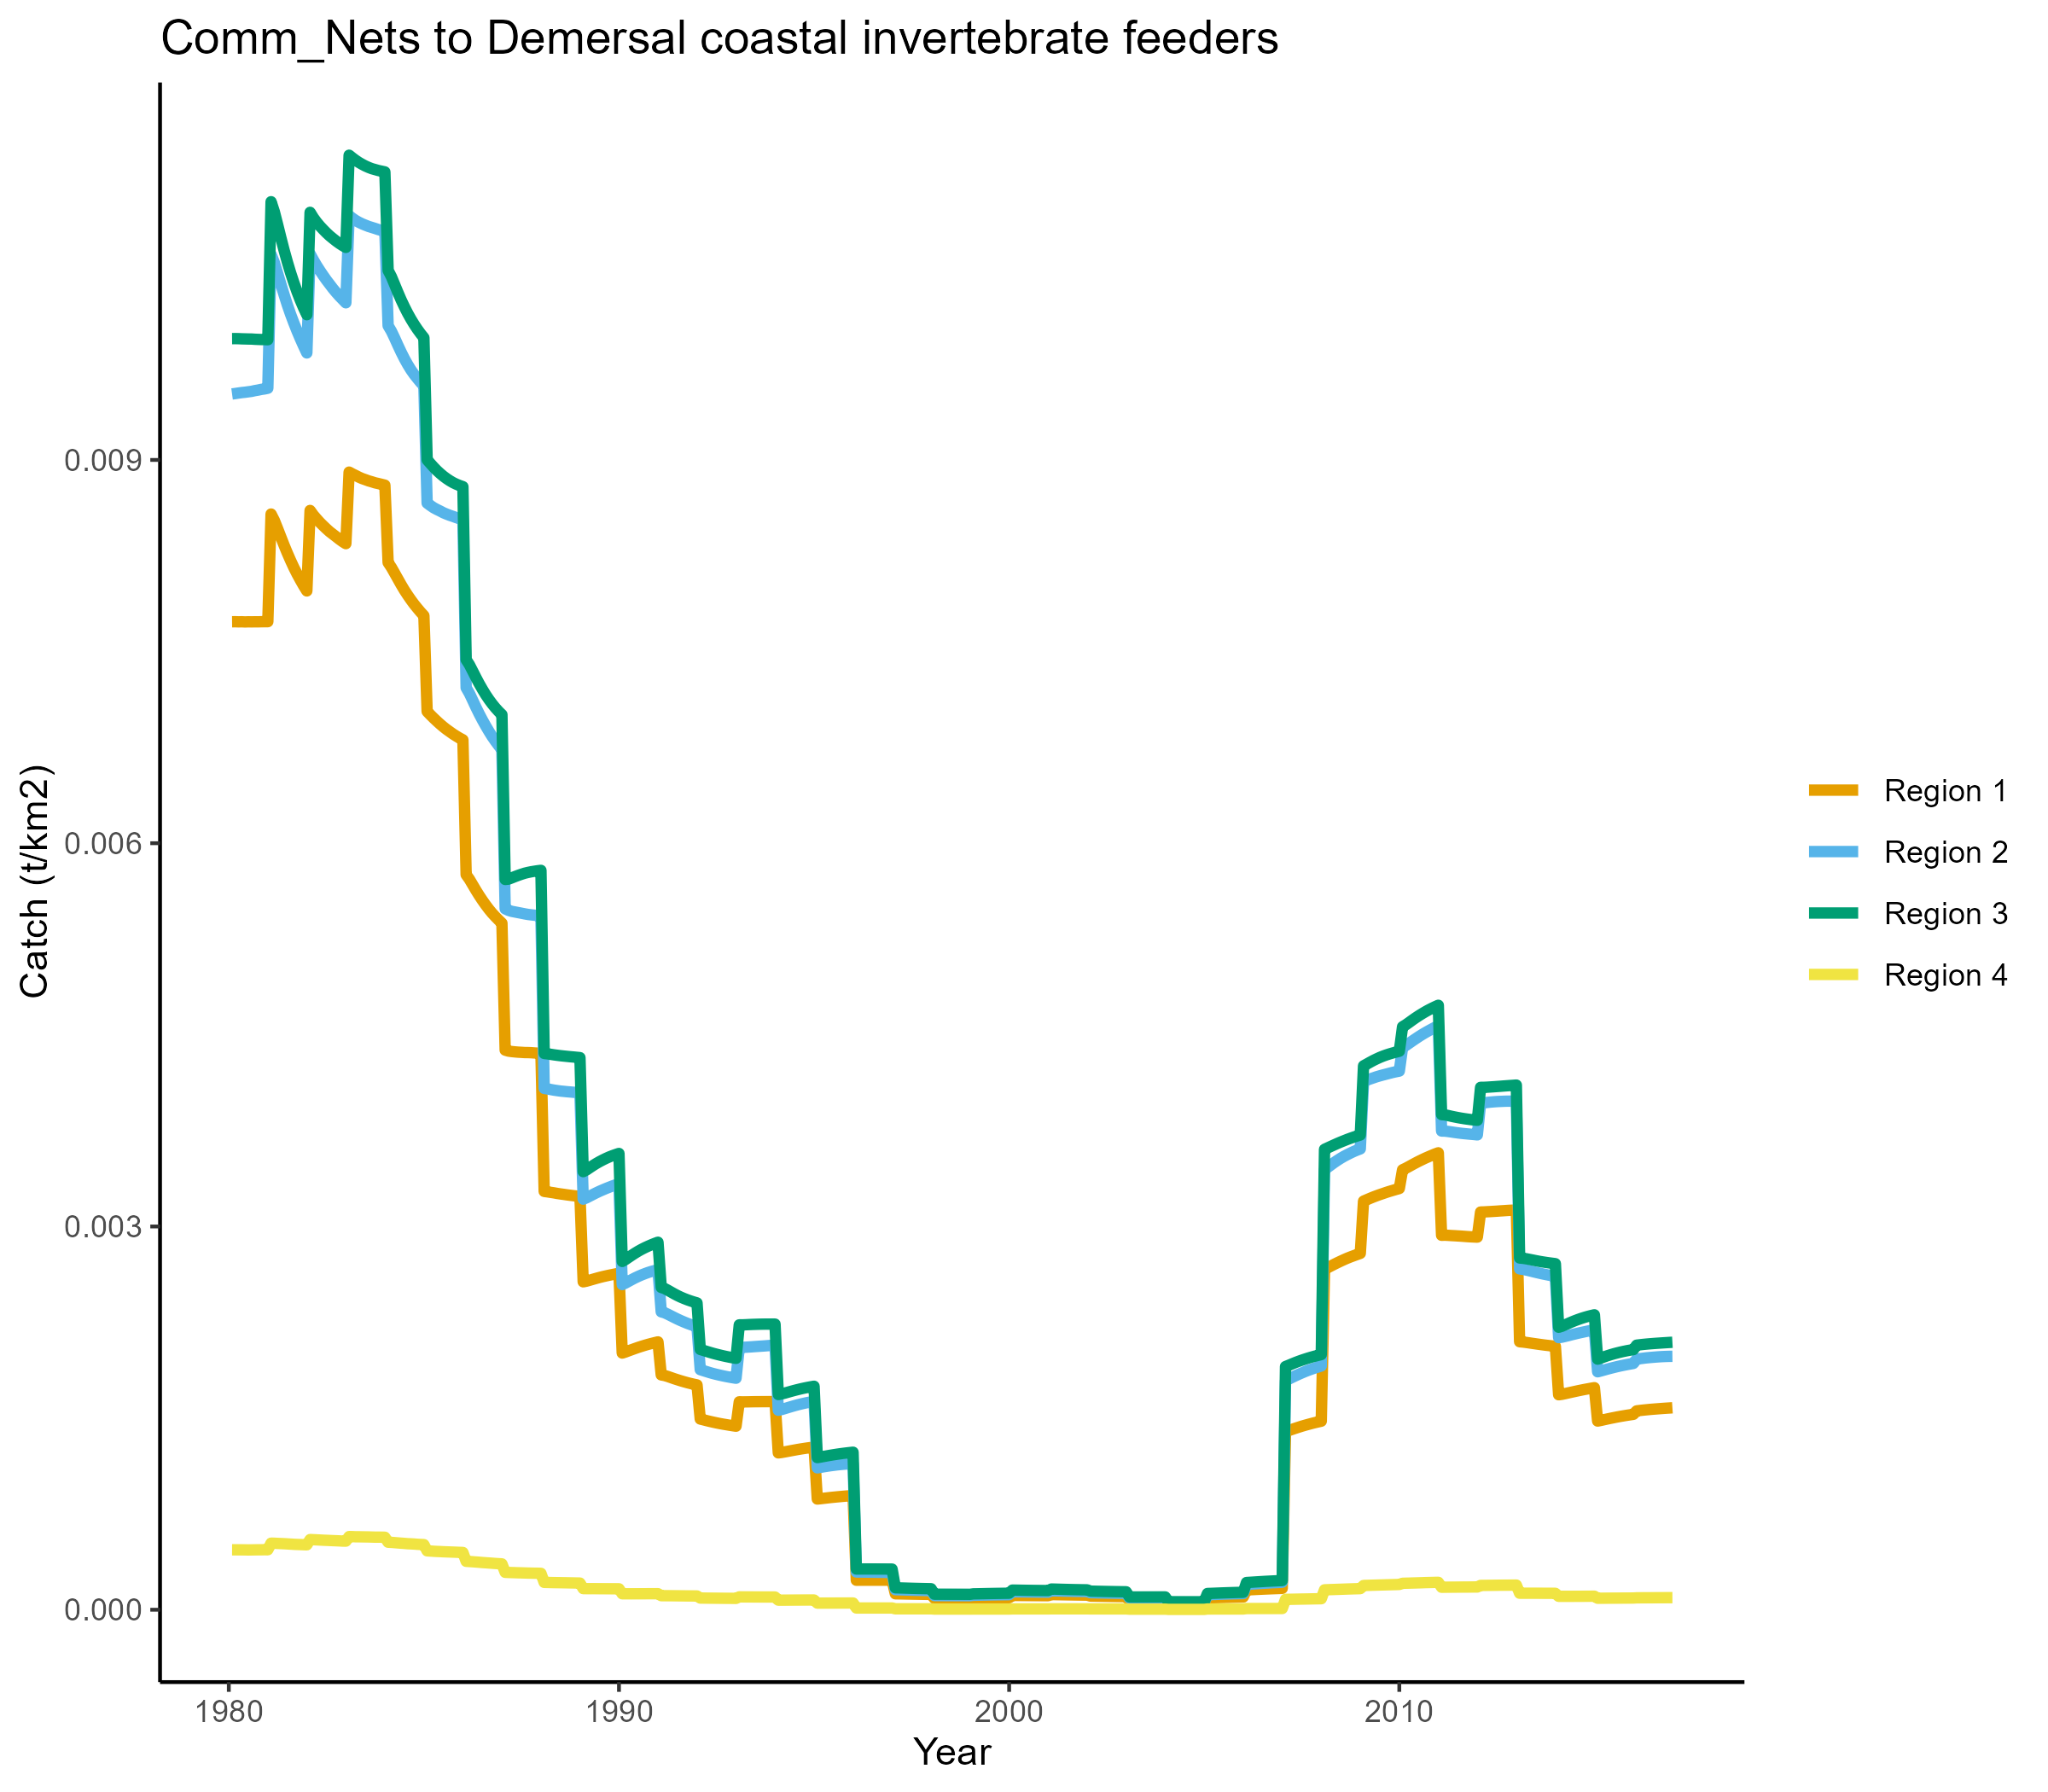 Comm_Nets to Demersal coastal invertebrate feeders
Catch (t/km2)
0.009
0.006
0.003
0.000
1980 1990 2000 2010
Year
Region 1
Region 2
Region 3
Region 4